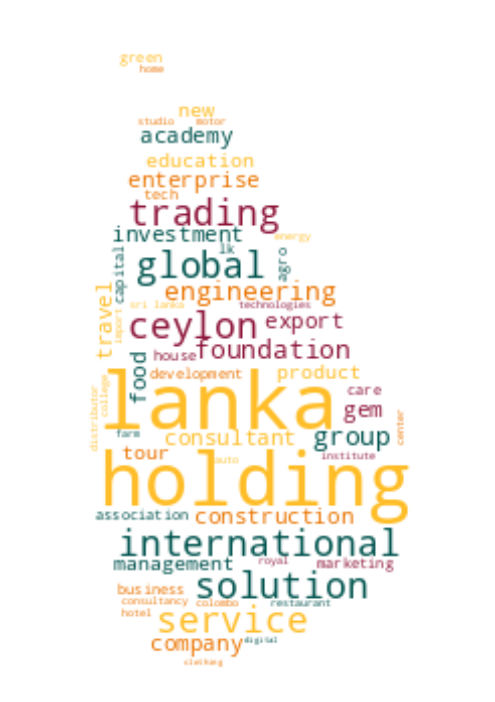 green
home
new
studio motor
academy
education
enterprise
tech
trading
investment
energy
lk
global
capital
agro
engineering
travel
sri lanka technologies
import
ceylon export
foundation
house
food
development product
lanka
care
college
distributor
gem
center
farm
consultant group
tour
auto
institute
holding
association construction
international
management royal marketing
solution
business
consultancy colombo restaurant
hotel
service
company digital
clothing